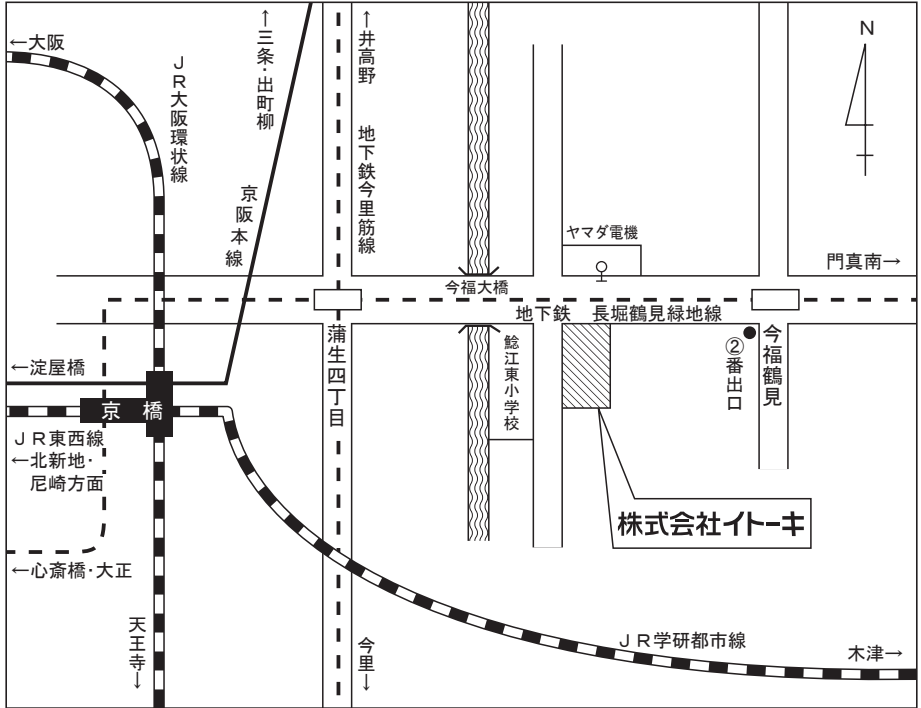 ←大阪
JR大阪環状線
←三条・出町柳
京阪本線
←井高野
地下鉄今里筋線
N
ヤマダ電機
門真南→
今福大橋
地下鉄 長堀鶴見緑地線
←淀屋橋
蒲生四丁目
鯰江東小学校
②番出口
今福鶴見
京橋
JR東西線
←北新地・
尼崎方面
株式会社イトーキ
←心斎橋・大正
天王寺→
今里→
JR学研都市線
木津→